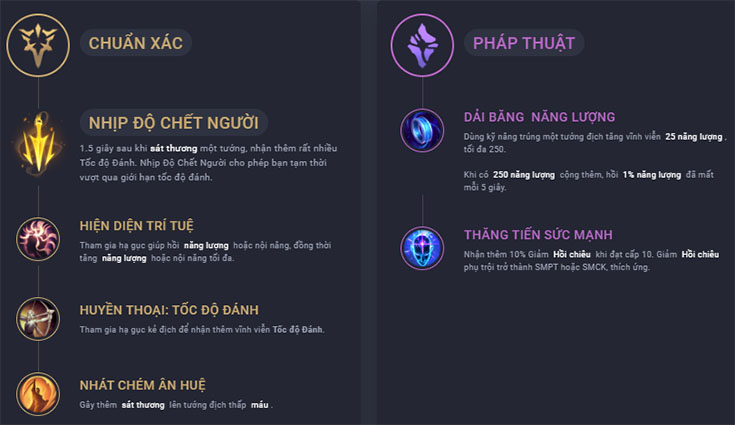 CHUẨN XÁC
NHỊP ĐỘ CHẾT NGƯỜI
1.5 giây sau khi sát thương một tướng, nhận thêm rất nhiều
Tốc độ Đánh. Nhịp Độ Chết Người cho phép bạn tạm thời
vượt qua giới hạn tốc độ đánh.
HIỆN DIỆN TRÍ TUỆ
Tham gia hạ gục giúp hồi năng lượng hoặc nội năng, đồng thời
tăng năng lượng hoặc nội năng tối đa.
HUYỀN THOẠI: TỐC ĐỘ ĐÁNH
Tham gia hạ gục kẻ địch để nhận thêm vĩnh viễn Tốc độ Đánh.
NHÁT CHÉM ÂN HUỆ
Gây thêm sát thương lên tướng địch thấp máu .
PHÁP THUẬT
DẢI BĂNG NĂNG LƯỢNG
Dùng kỹ năng trúng một tướng địch tăng vĩnh viễn 25 năng lượng ,
tối đa 250.
Khi có 250 năng lượng cộng thêm, hồi 1% năng lượng đã mất
mỗi 5 giây.
THĂNG TIẾN SỨC MẠNH
Nhận thêm 10% Giảm Hồi chiêu khi đạt cấp 10. Giảm Hồi chiêu
phụ trội trở thành SMPT hoặc SMCK, thích ứng.